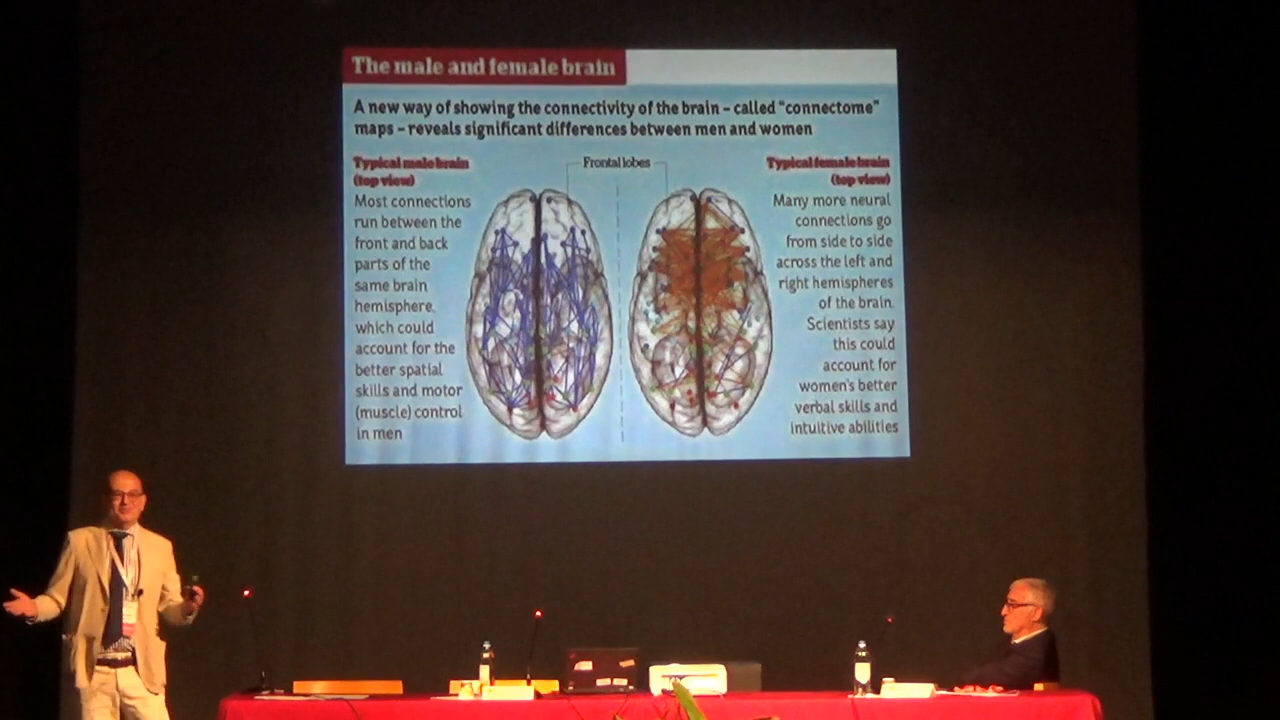 The male and female brain
A new way of showing the connectivity of the brain – called “connectome”
maps – reveals significant differences between men and women
Typical male brain
(top view)
Most connections
run between the
front and back
parts of the
same brain
hemisphere,
which could
account for the
better spatial
skills and motor
(muscle) control
in men
Frontal lobes
Typical female brain
(top view)
Many more neural
connections go
from side to side
across the left and
right hemispheres
of the brain.
Scientists say
this could
account for
women's better
verbal skills and
intuitive abilities